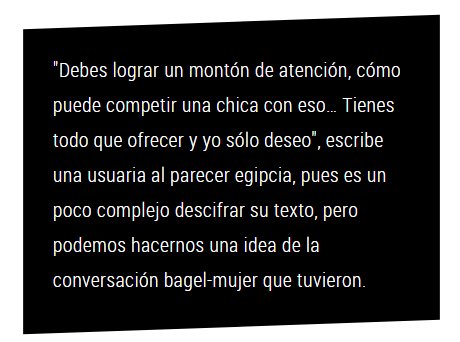 "Debes lograr un montón de atención, cómo
puede competir una chica con eso... Tienes
todo que ofrecer y yo sólo deseo", escribe
una usuaria al parecer egipcia, pues es un
poco complejo descifrar su texto, pero
podemos hacernos una idea de la
conversación bagel-mujer que tuvieron.